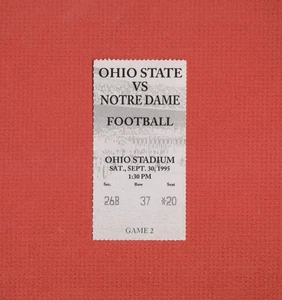 OHIO STATE
VS
NOTRE DAME
FOOTBALL
OHIO STADIUM
SAT., SEPT. 30, 1995
1:30 PM
Sec. Row Seat
26B 37 *20
GAME 2